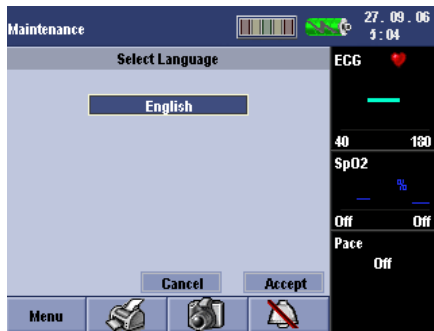 Maintenance
27. 09. 06
5:04
Select Language
English
Cancel
Accept
Menu
ECG
40 180
SpO2
%
Off Off
Pace
Off